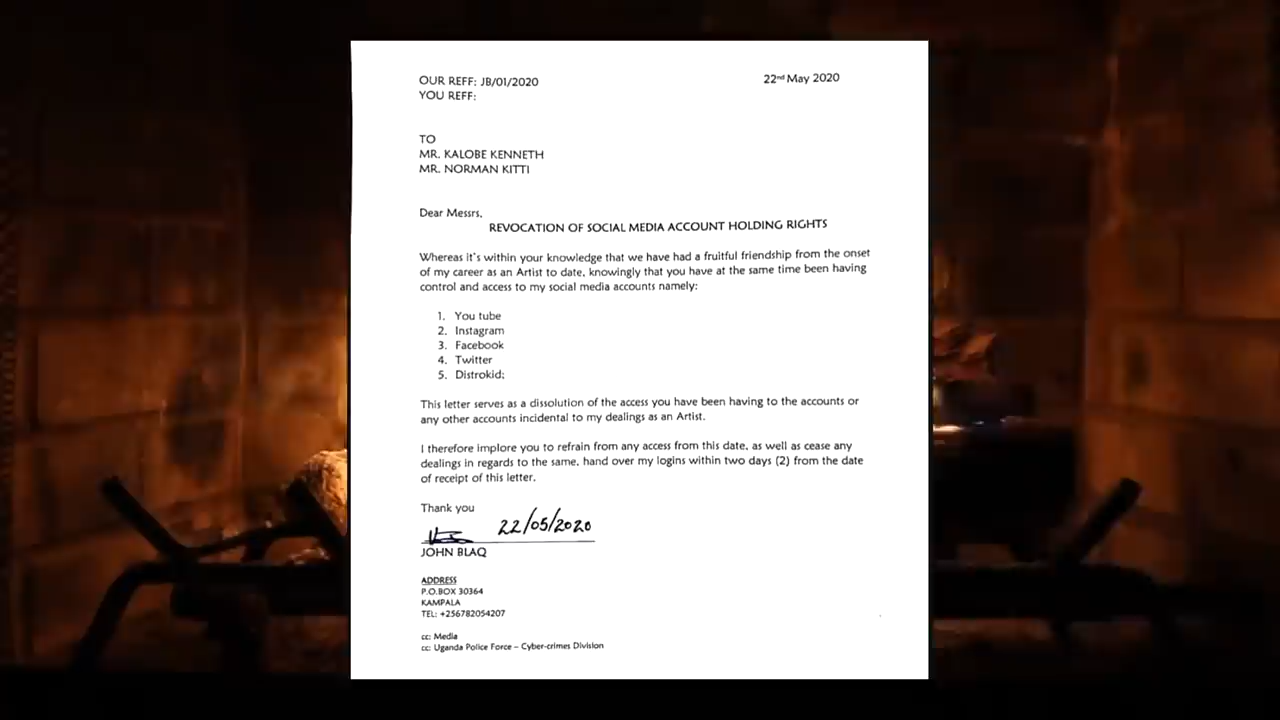 OUR REFF: JB/01/2020
22nd May 2020
YOU REFF:
TO
MR. KALOBE KENNETH
MR. NORMAN KITTI
Dear Messrs,
REVOCATION OF SOCIAL MEDIA ACCOUNT HOLDING RIGHTS
Whereas it's within your knowledge that we have had a fruitful friendship from the onset
of my career as an Artist to date, knowingly that you have at the same time been having
control and access to my social media accounts namely:
1. You tube
2. Instagram
3. Facebook
4. Twitter
5. Distrokid;
This letter serves as a dissolution of the access you have been having to the accounts or
any other accounts incidental to my dealings as an Artist.
I therefore implore you to refrain from any access from this date, as well as cease any
dealings in regards to the same, hand over my logins within two days (2) from the date
of receipt of this letter.
Thank you
22/05/2020
JOHN BLAQ
ADDRESS
P.O.BOX 30364
KAMPALA
TEL: +256782054207
cc: Media
cc: Uganda Police Force – Cyber-crimes Division